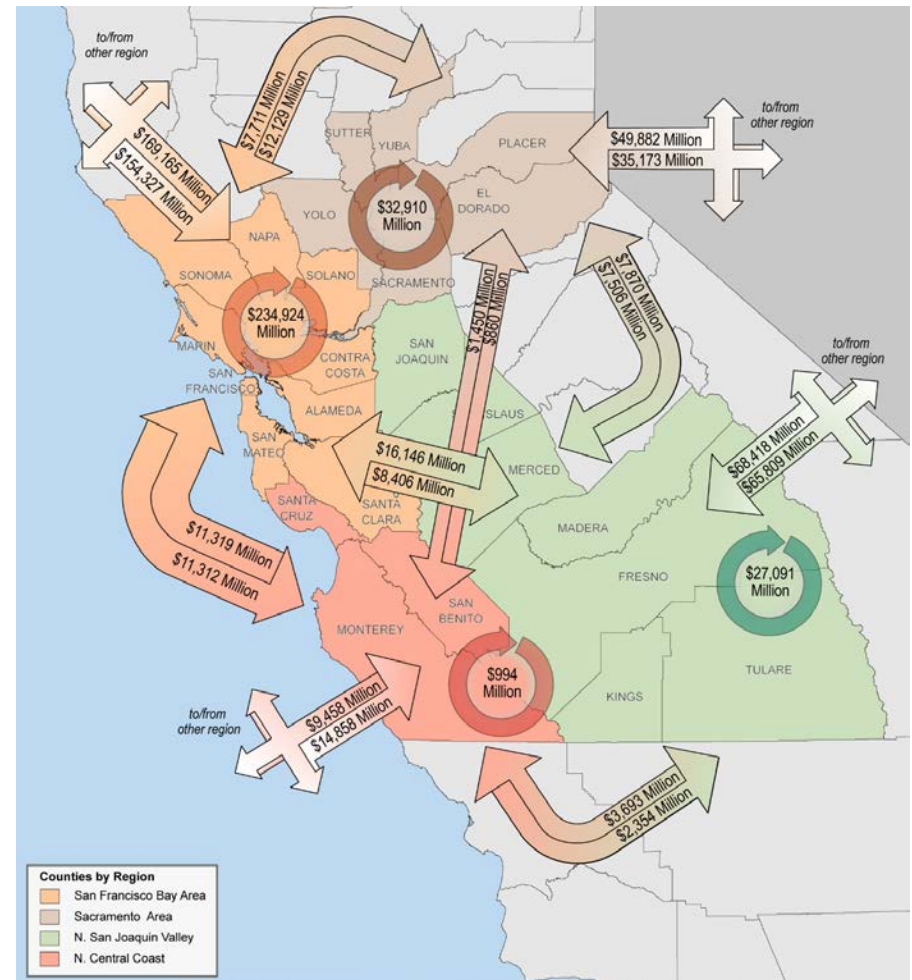 to/from
other region
$7,711 Million
$12,129 Million
$169,165 Million
$154,327 Million
to/from
other region
$49,882 Million
$35,173 Million
SUTTER
YUBA
PLACER
YOLO
EL
DORADO
$32,910
Million
NAPA
SONOMA
SOLANO
SACRAMENTO
$234,924
Million
$7,870 Million
$7,506 Million
$1,450 Million
$860 Million
MARIN
SAN
FRANCISCO
CONTRA
COSTA
SAN
JOAQUIN
to/from
other region
ALAMEDA
SLAUS
SAN
MATEO
$16,146 Million
$8,406 Million
MERCED
$68,418 Million
$65,809 Million
SANTA
CRUZ
SANTA
CLARA
MADERA
$11,319 Million
$11,312 Million
FRESNO
$27,091
Million
SAN
BENITO
MONTEREY
$994
Million
KINGS
TULARE
to/from
other region
$9,458 Million
$14,858 Million
$3,693 Million
$2,354 Million
Counties by Region
San Francisco Bay Area
Sacramento Area
N. San Joaquin Valley
N. Central Coast